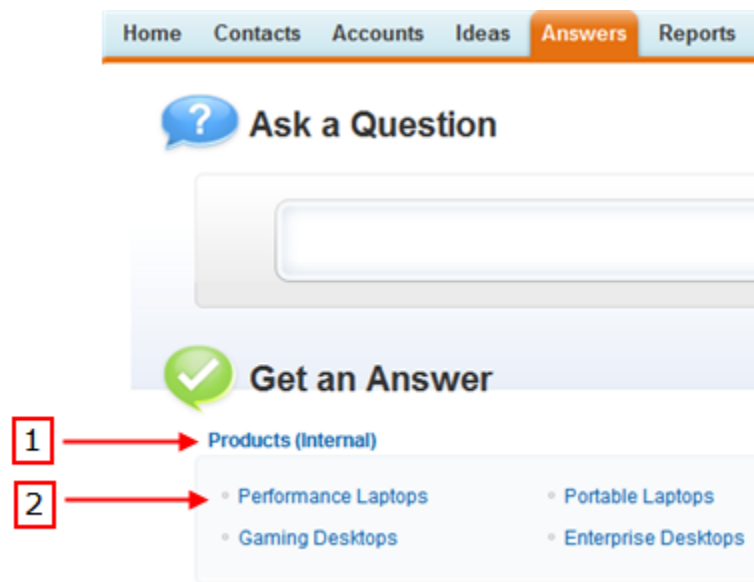 Home Contacts Accounts Ideas Answers Reports
?
Ask a Question
Get an Answer
1 Products (Internal)
2 Performance Laptops Portable Laptops
Gaming Desktops Enterprise Desktops